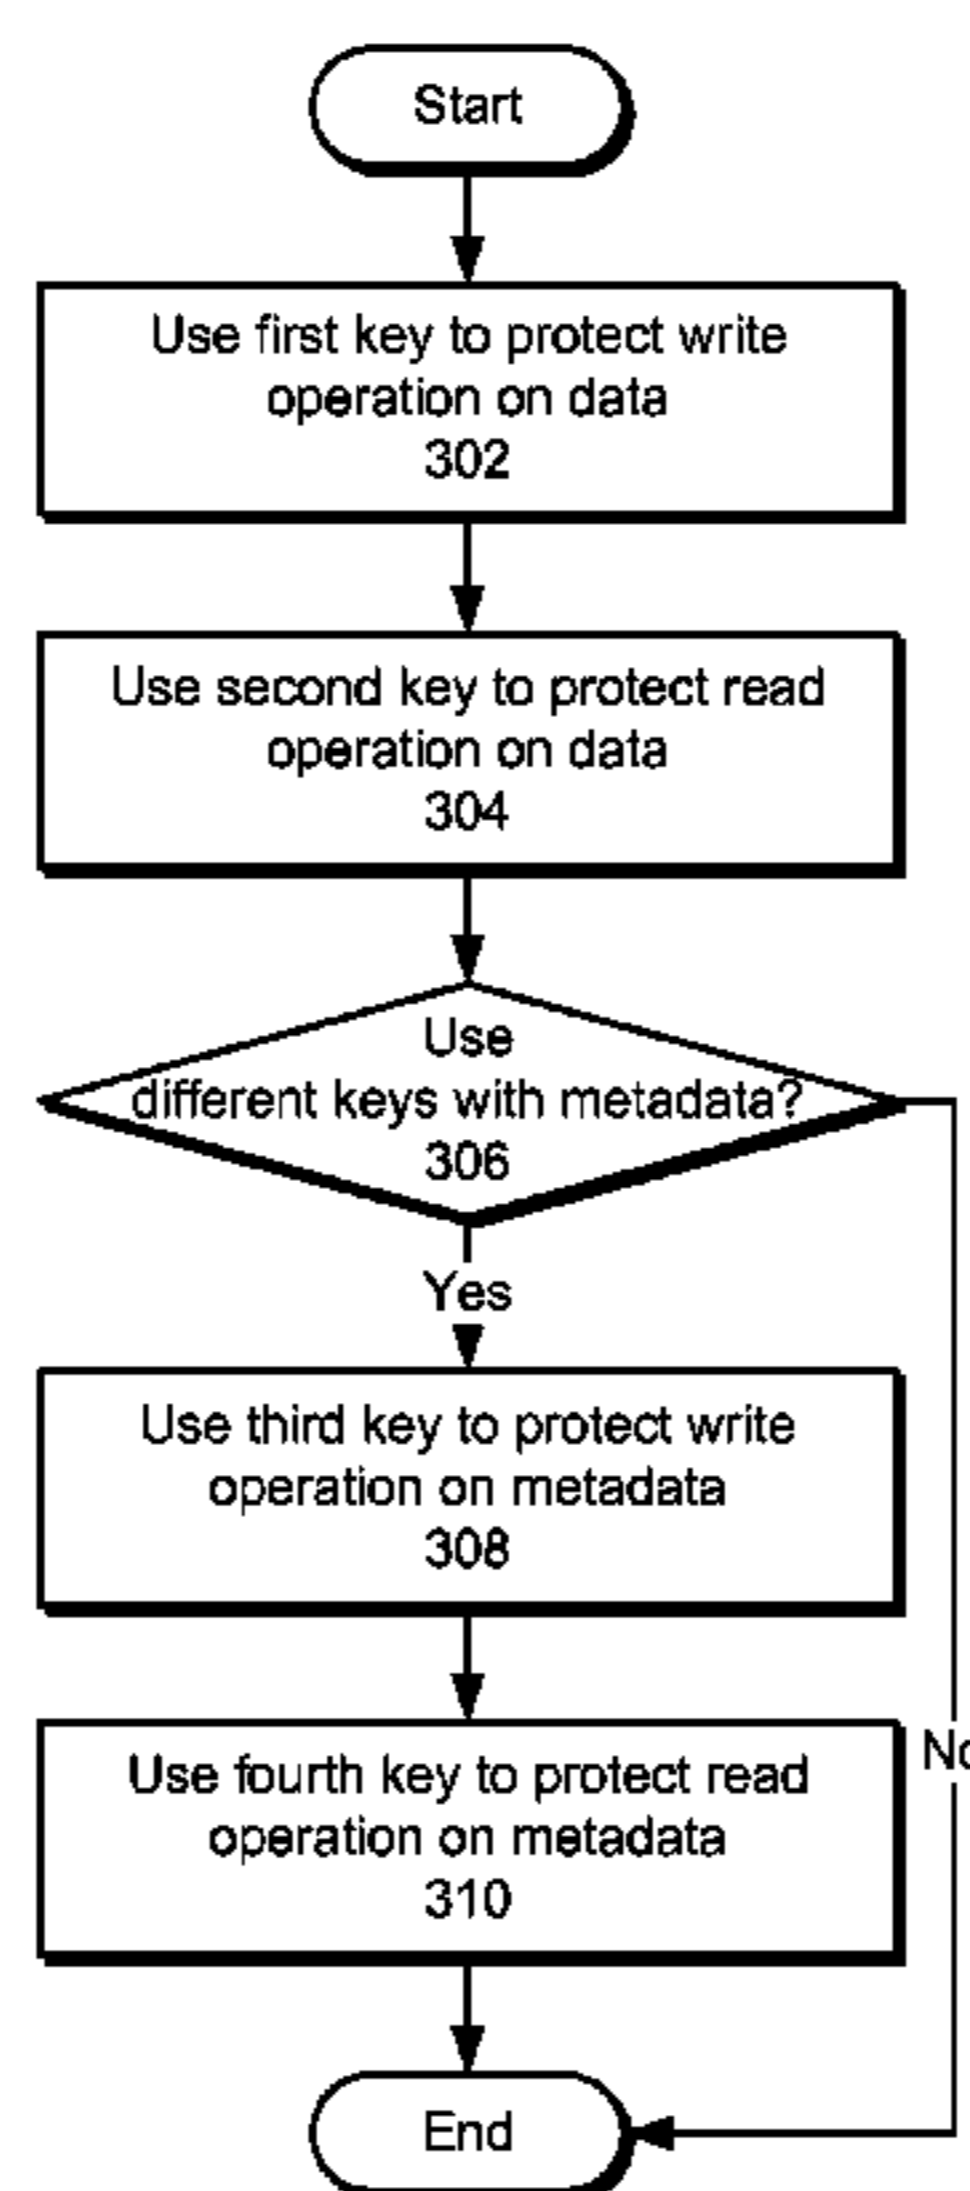 Start
Use first key to protect write
operation on data
302
Use second key to protect read
operation on data
304
Use
different keys with metadata?
306
Yes
Use third key to protect write
operation on metadata
308
Use fourth key to protect read
operation on metadata
310
No
End